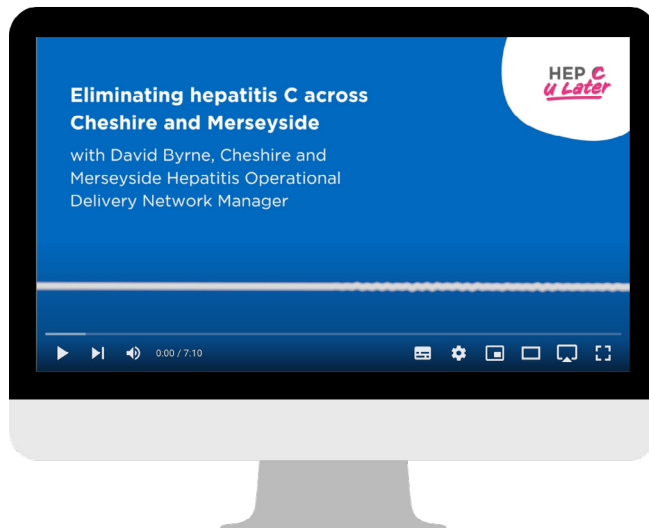 Eliminating hepatitis C across
Cheshire and Merseyside
with David Byrne, Cheshire and
Merseyside Hepatitis Operational
Delivery Network Manager
HEP C
U Later
0:00 / 7:10